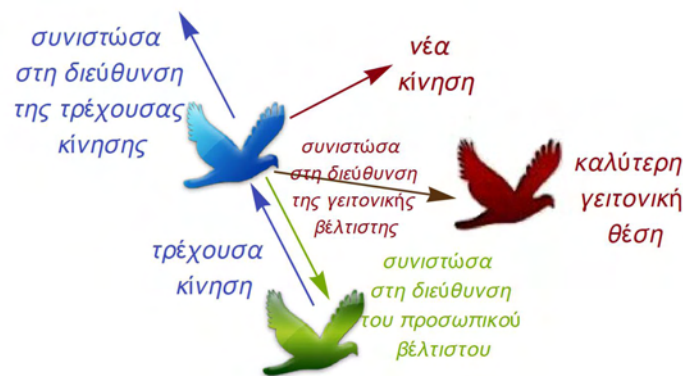 συνιστώσα
στη διεύθυνση
της τρέχουσας
κίνησης
νέα
κίνηση
συνιστώσα
στη διεύθυνση
της γειτονικής
βέλτιστης
καλύτερη
γειτονική
θέση
τρέχουσα
κίνηση
συνιστώσα
στη διεύθυνση
του προσωπικού
βέλτιστου